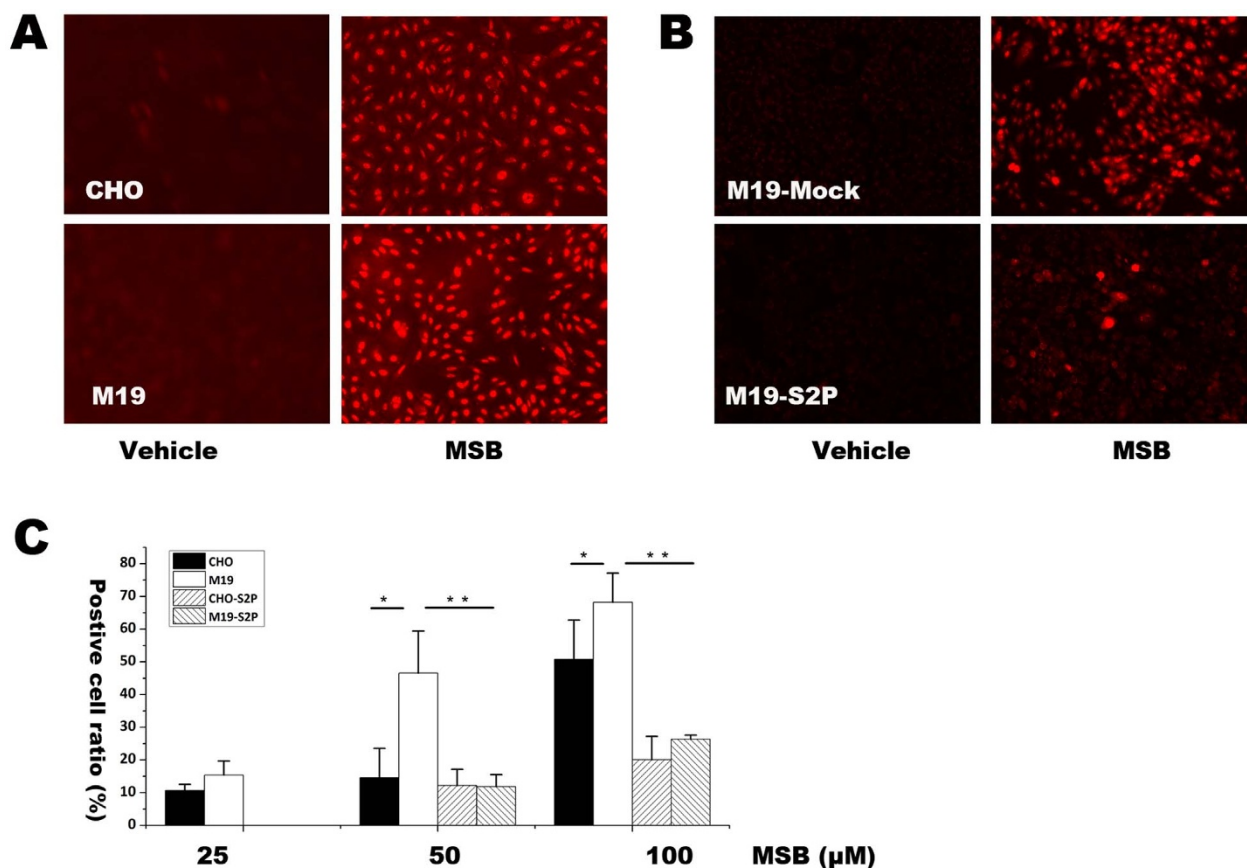 A
B
CHO
M19-Mock
M19
M19-S2P
Vehicle
MSB
Vehicle
MSB
C
Postive cell ratio (%)
CHO
M19
CHO-S2P
M19-S2P
80
70
60
50
40
30
20
10
0
*
**
*
**
25
50
100
MSB (μM)